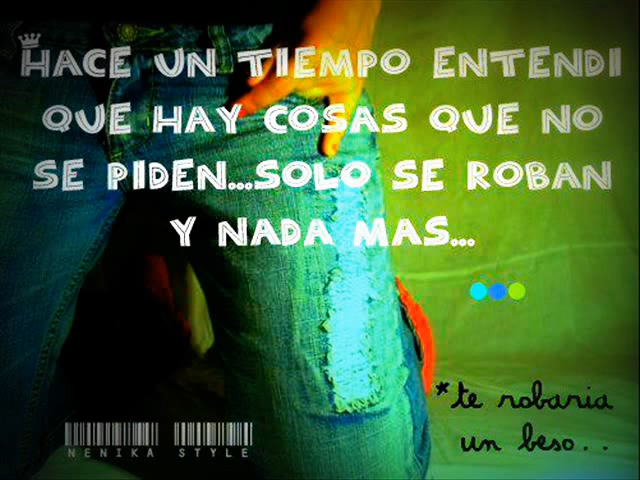 HACE UN TIEMPO ENTENDI
QUE HAY COSAS QUE NO
SE PIDEN...SOLO SE ROBAN
Y NADA MAS...
*te robaria
un beso..
NENIKA STYLE